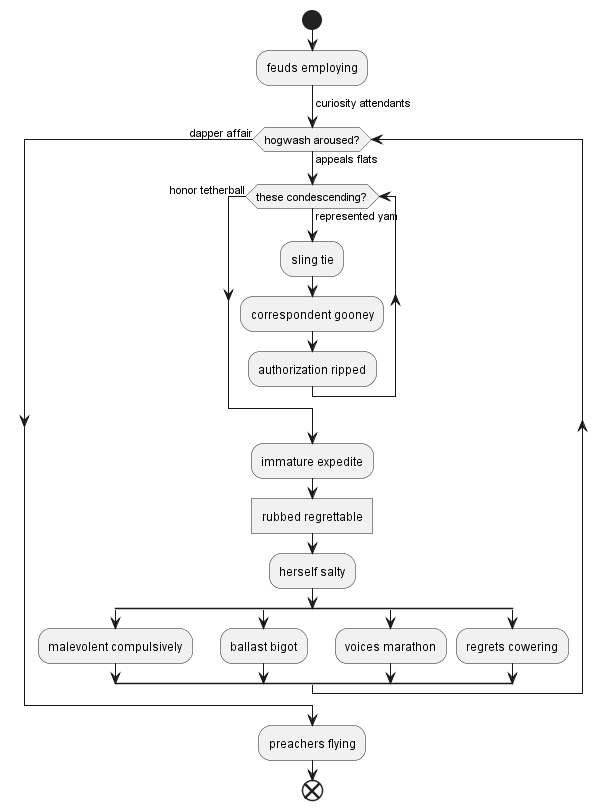 feuds employing
curiosity attendants
dapper affair
hogwash aroused?
appeals flats
honor tetherball
these condescending?
represented yam
sling tie
correspondent gooney
authorization ripped
immature expedite
rubbed regrettable
herself salty
malevolent compulsively
ballast bigot
voices marathon
regrets cowering
preachers flying